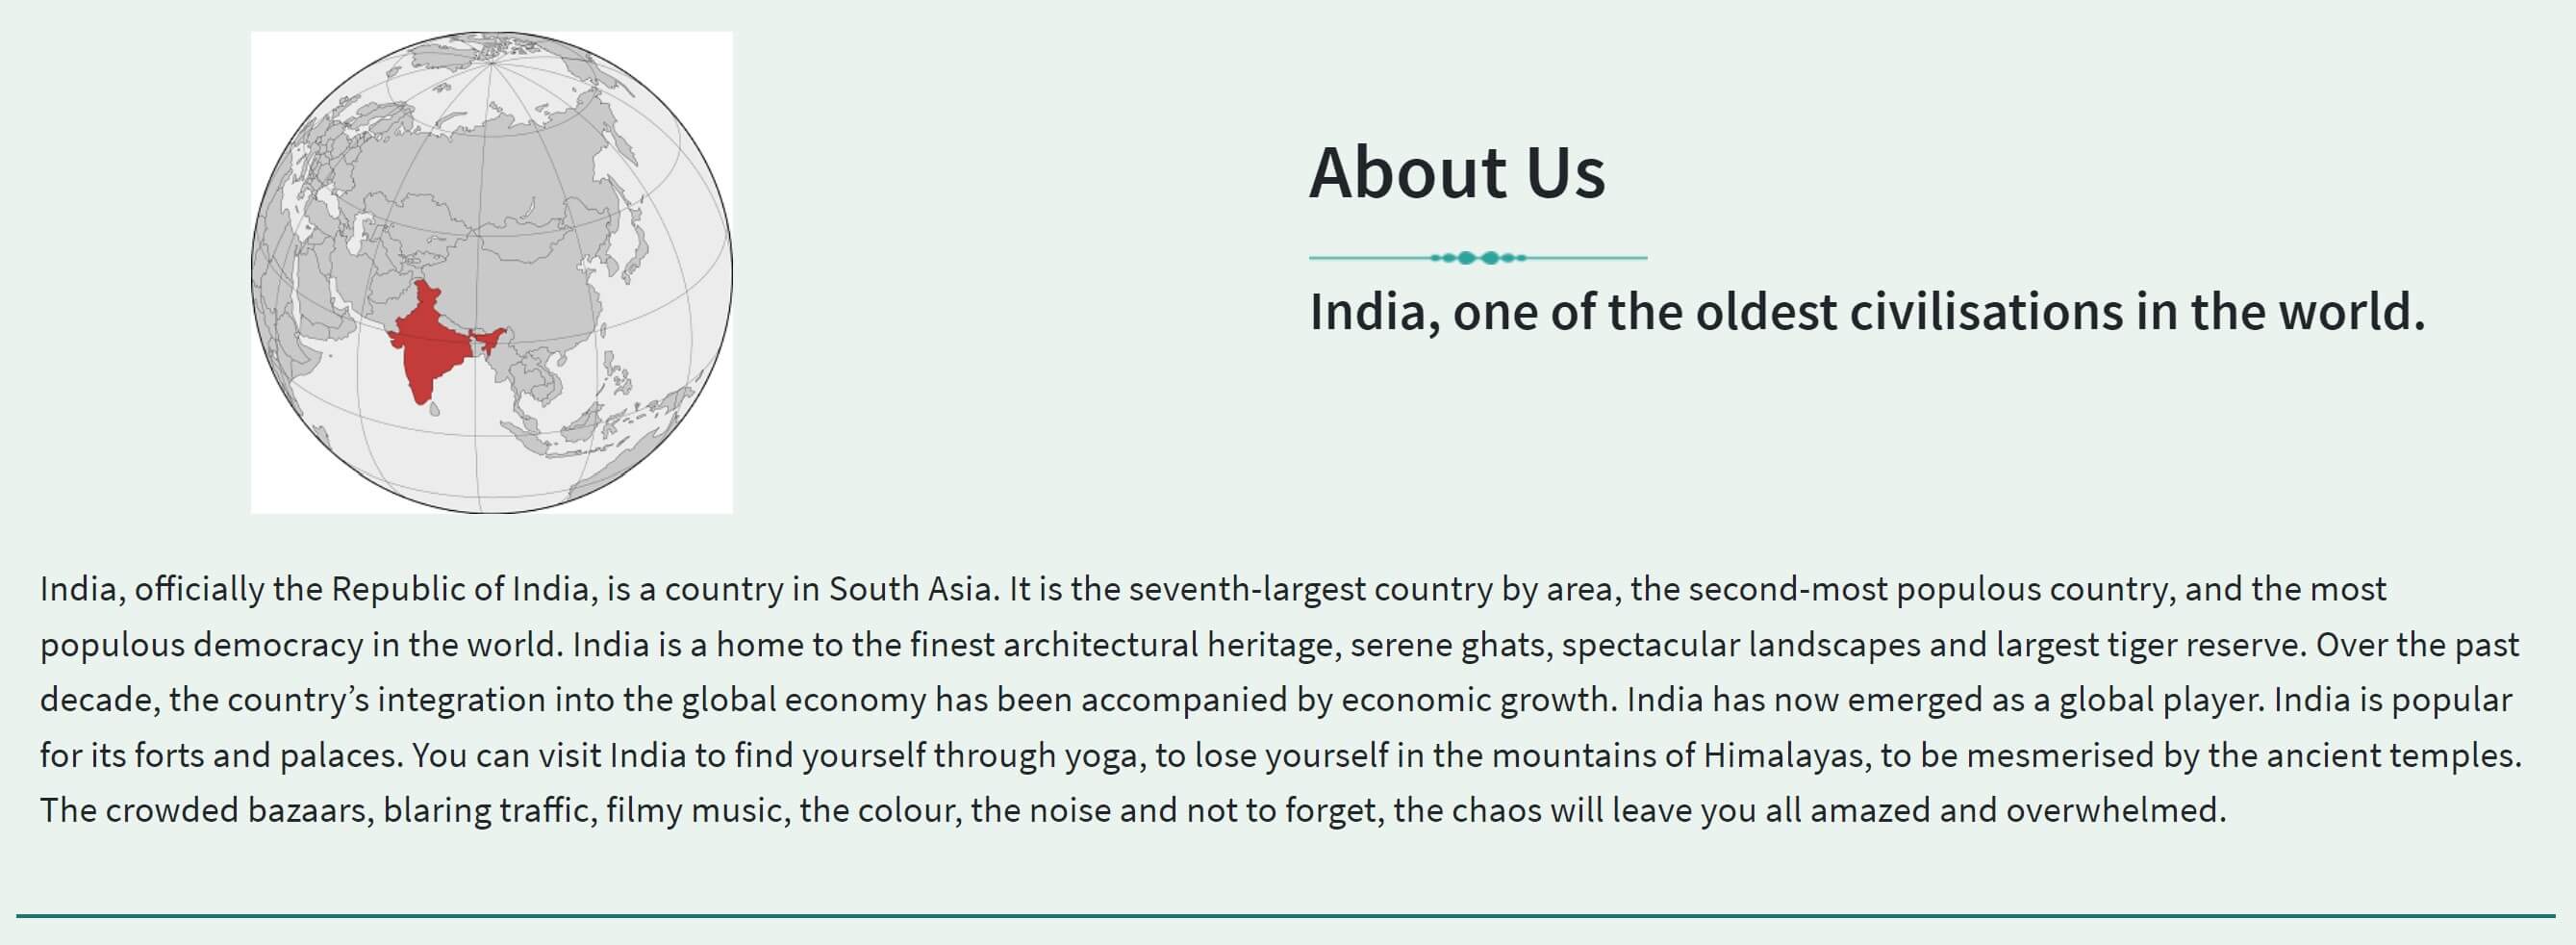 About Us
India, one of the oldest civilisations in the world.
India, officially the Republic of India, is a country in South Asia. It is the seventh-largest country by area, the second-most populous country, and the most
populous democracy in the world. India is a home to the finest architectural heritage, serene ghats, spectacular landscapes and largest tiger reserve. Over the past
decade, the country’s integration into the global economy has been accompanied by economic growth. India has now emerged as a global player. India is popular
for its forts and palaces. You can visit India to find yourself through yoga, to lose yourself in the mountains of Himalayas, to be mesmerised by the ancient temples.
The crowded bazaars, blaring traffic, filmy music, the colour, the noise and not to forget, the chaos will leave you all amazed and overwhelmed.